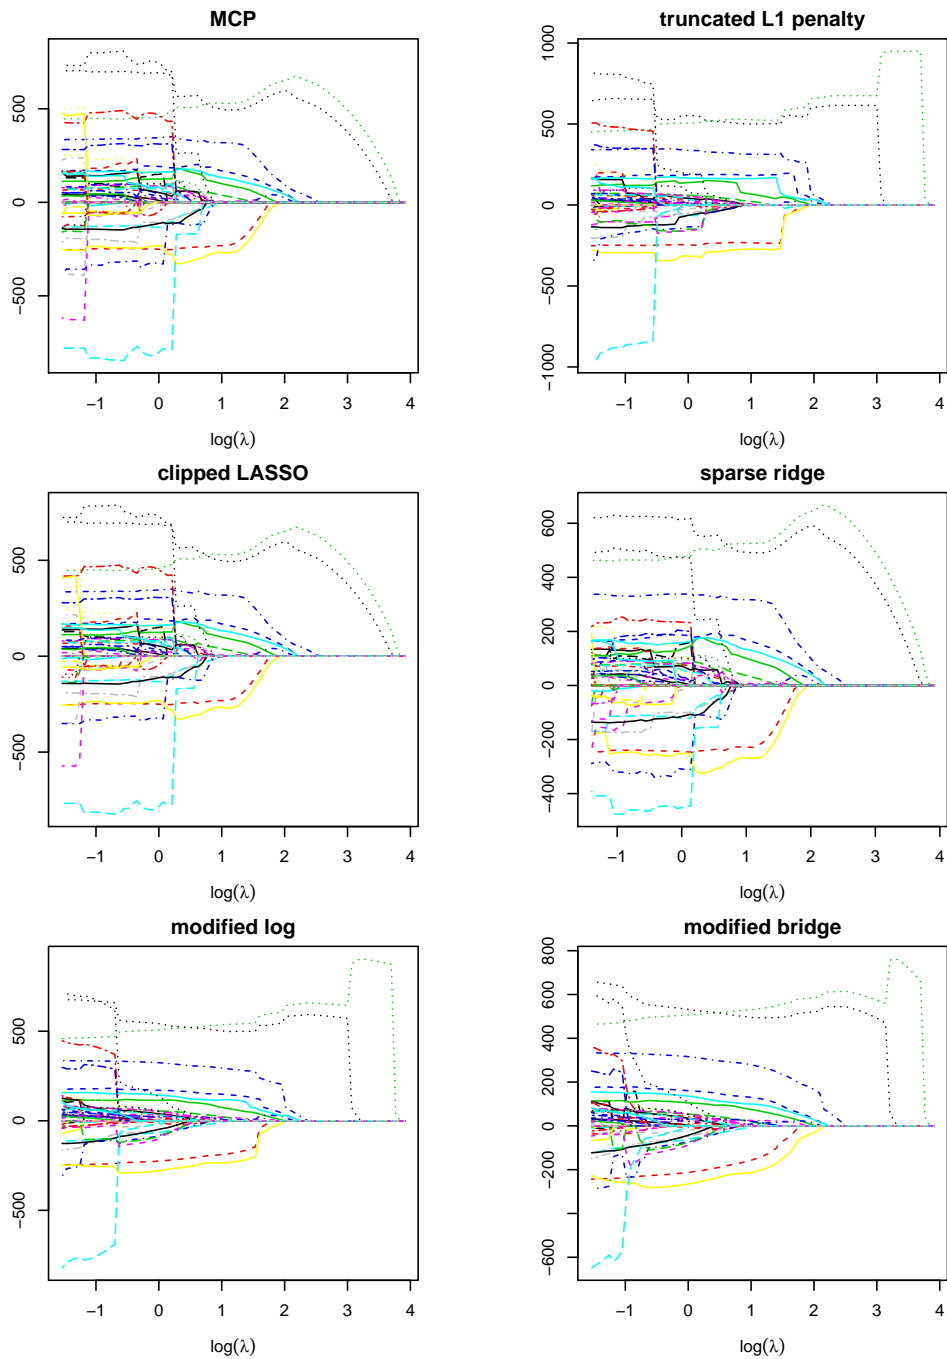 MCP
500
0
−500
−1 0 1 2 3 4
log(λ)
truncated L1 penalty
1000
500
0
−500
−1000
−1 0 1 2 3 4
log(λ)
clipped LASSO
500
0
−500
−1 0 1 2 3 4
log(λ)
sparse ridge
600
400
200
0
−200
−400
−1 0 1 2 3 4
log(λ)
modified log
500
0
−500
−1 0 1 2 3 4
log(λ)
modified bridge
800
600
400
200
0
−200
−600
−1 0 1 2 3 4
log(λ)